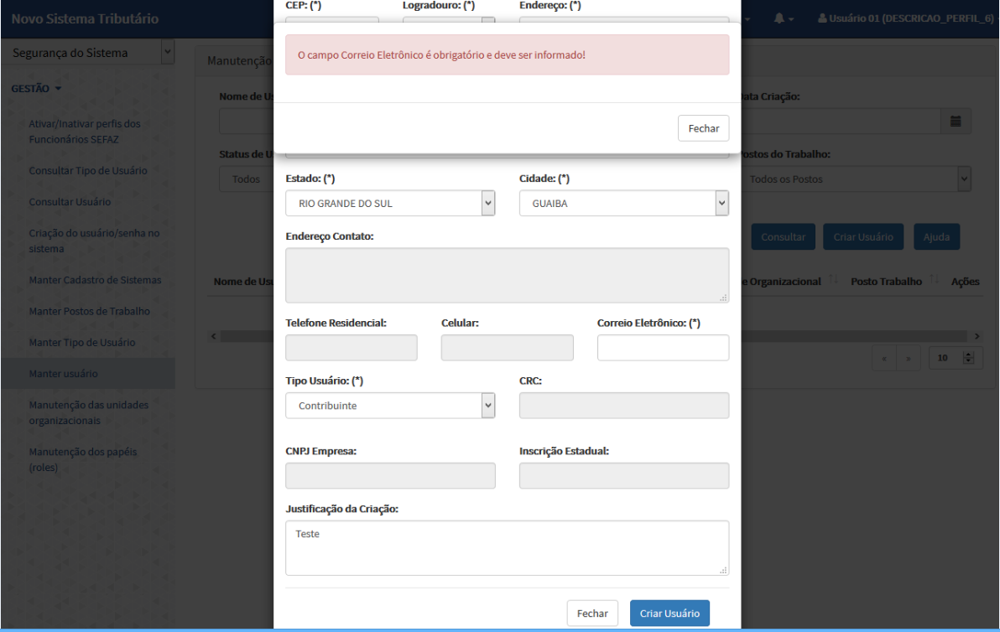 CEP: (*) Logradouro: (*) Endereço: (*)
Novo Sistema Tributário
Usuário 01 (DESCRICAO_PERFIL_6)
Segurança do Sistema
Manutenção
O campo Correio Eletrônico é obrigatório e deve ser informado!
GESTÃO
Nome de
Data Criação:
Fechar
Ativar/Inativar perfis dos
Funcionários SEFAZ
Status de
Postos do Trabalho:
Consultar Tipo de Usuário
Todos
Todos os Postos
Estado: (*) Cidade: (*)
Consultar Usuário
RIO GRANDE DO SUL GUAIBA
Criação do usuário/senha no
sistema
Endereço Contato:
Consultar Criar Usuário Ajuda
Manter Cadastro de Sistemas
Nome de
Organizacional Posto Trabalho Ações
Manter Postos de Trabalho
Telefone Residencial: Celular: Correio Eletrônico: (*)
Manter Tipo de Usuário
« » 10
Manter usuário
Tipo Usuário: (*) CRC:
Contribuinte
Manutenção das unidades
organizacionais
Manutenção dos papéis
(roles)
CNPJ Empresa: Inscrição Estadual:
Justificação da Criação:
Teste
Fechar Criar Usuário